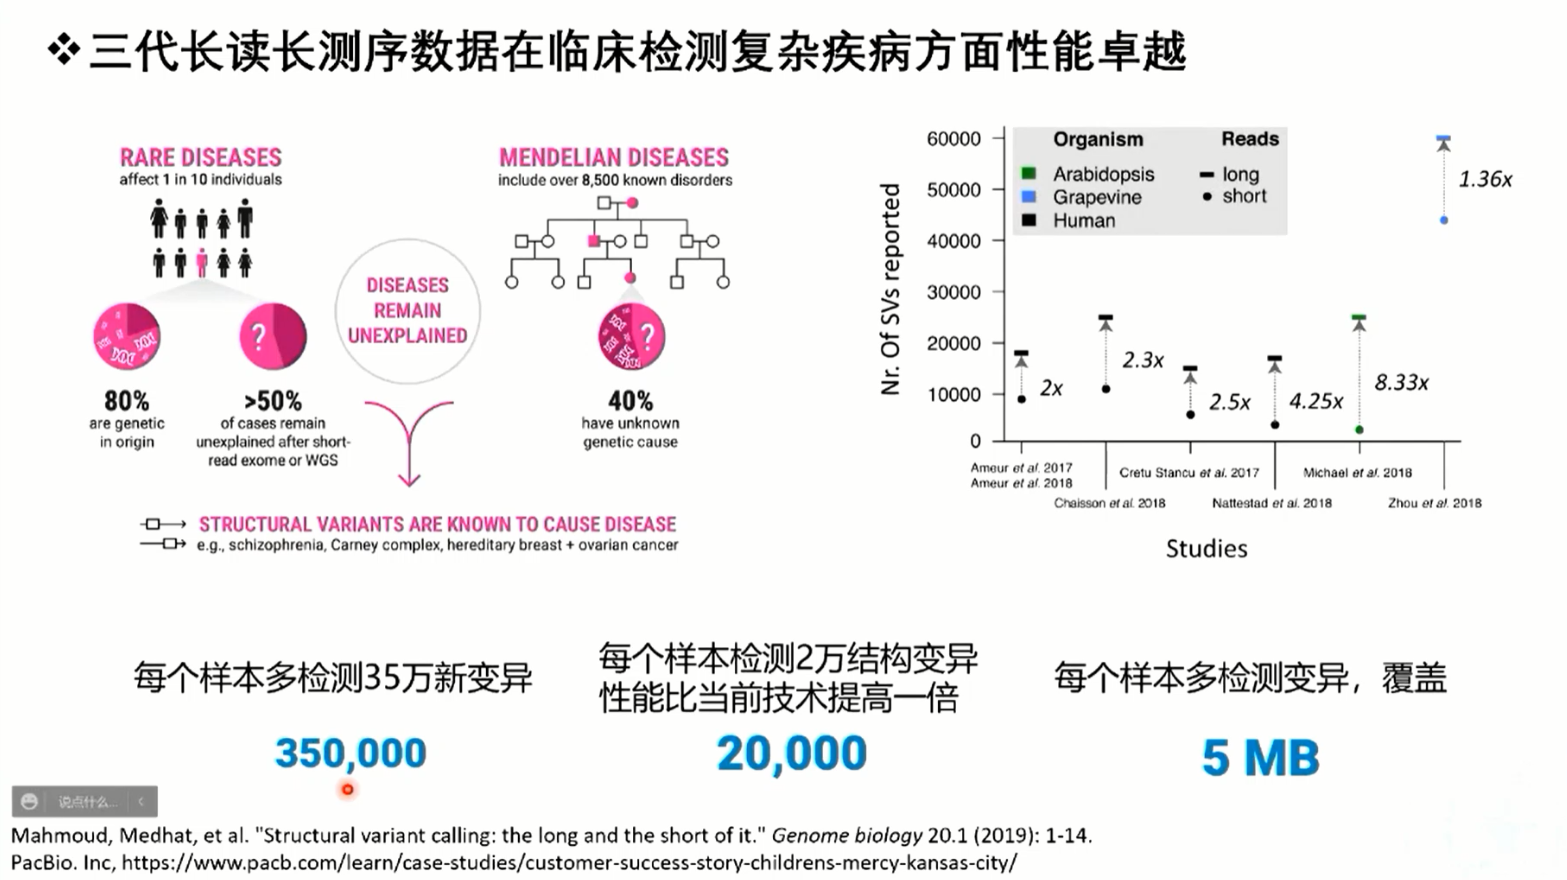 ❖三代长读长测序数据在临床检测复杂疾病方面性能卓越
RARE DISEASES
affect 1 in 10 individuals
80%
are genetic
in origin
?
>50%
of cases remain
unexplained after short-
read exome or WGS
DISEASES
REMAIN
UNEXPLAINED
MENDELIAN DISEASES
include over 8,500 known disorders
?
40%
have unknown
genetic cause
STRUCTURAL VARIANTS ARE KNOWN TO CAUSE DISEASE
e.g., schizophrenia, Carney complex, hereditary breast + ovarian cancer
Nr. Of SVs reported
60000
50000
40000
30000
20000
10000
0
Organism
Arabidopsis
Grapevine
Human
Reads
long
short
2x
2.3x
2.5x
4.25x
8.33x
1.36x
Ameur et al. 2017
Ameur et al. 2018
Chaisson et al. 2018
Cretu Stancu et al. 2017
Nattestad et al. 2018
Michael et al. 2018
Zhou et al. 2018
Studies
每个样本多检测35万新变异
350,000
每个样本检测2万结构变异
性能比当前技术提高一倍
20,000
每个样本多检测变异，覆盖
5 MB
说点什么...
Mahmoud, Medhat, et al. "Structural variant calling: the long and the short of it." Genome biology 20.1 (2019): 1-14.
PacBio. Inc, https://www.pacb.com/learn/case-studies/customer-success-story-childrens-mercy-kansas-city/